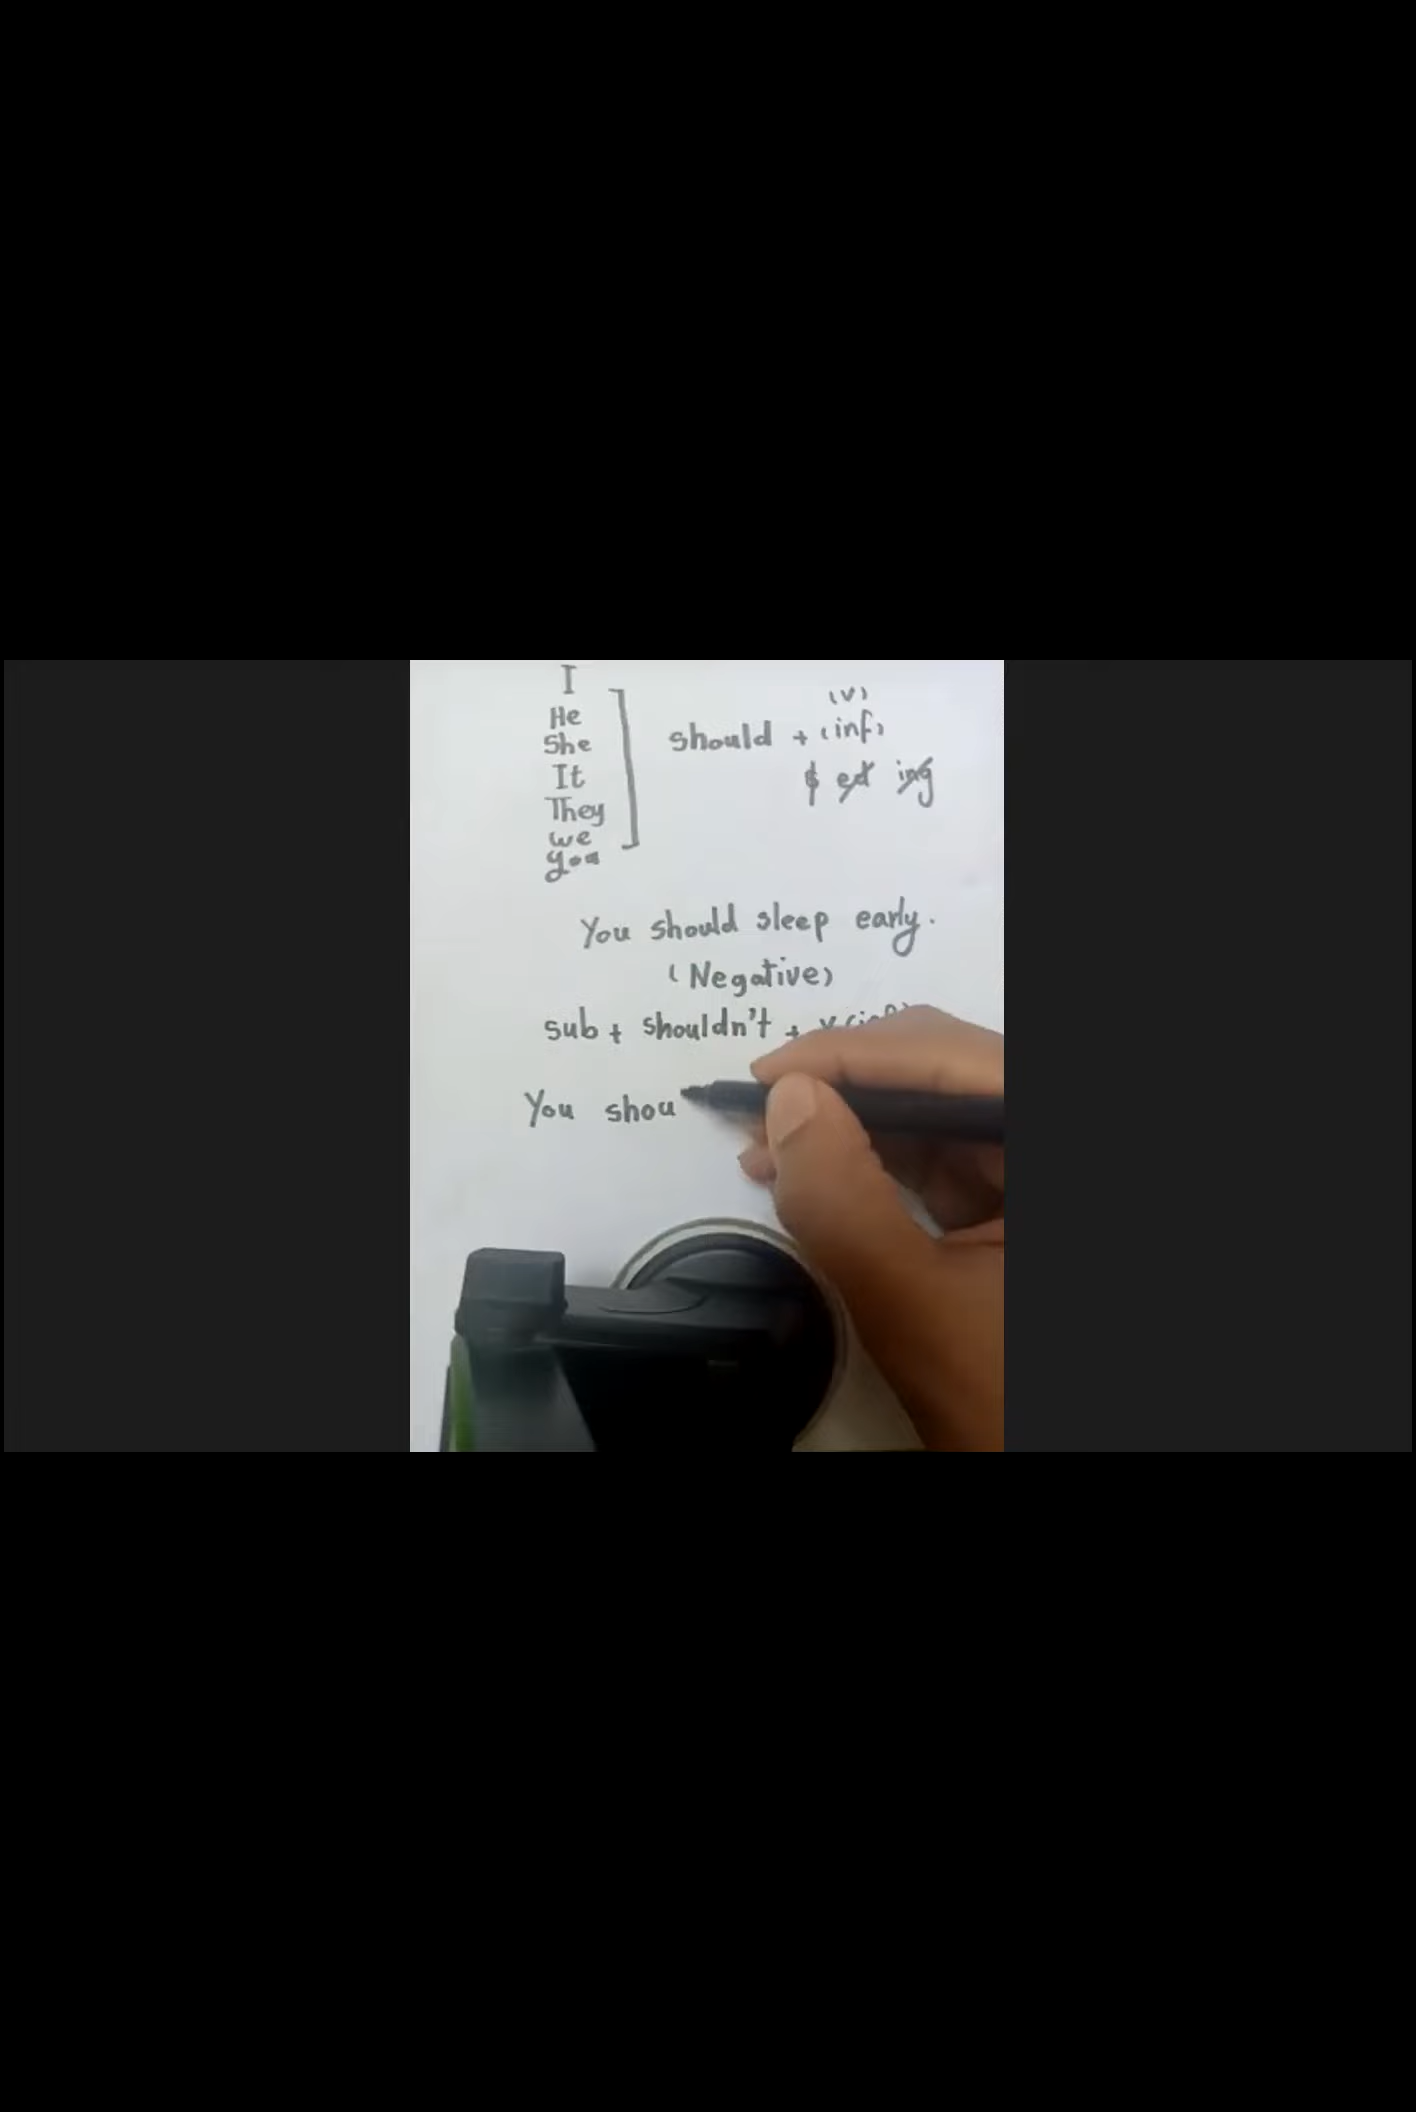 I
He
She
It
They
we
you
should + (inf)
(v)
s ed ing
You should sleep early.
(Negative)
sub + shouldn't + v (inf)
You shou